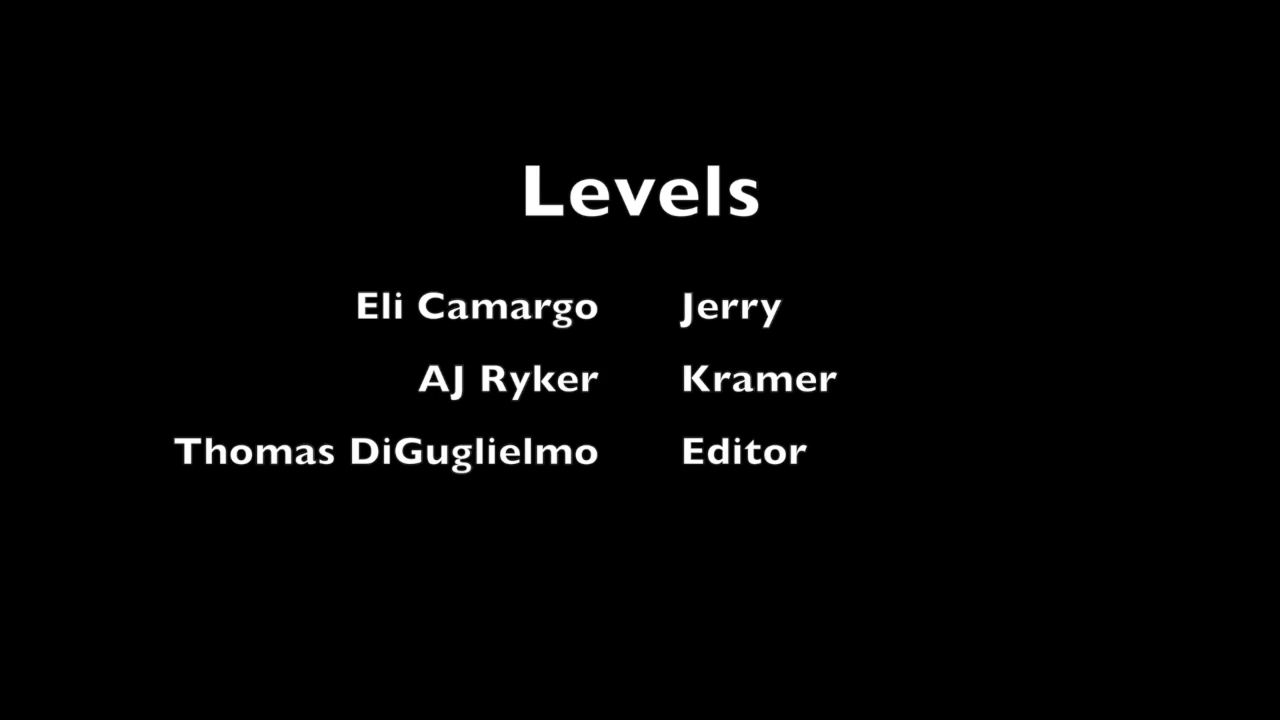 Levels
Eli Camargo Jerry
AJ Ryker Kramer
Thomas DiGuglielmo Editor